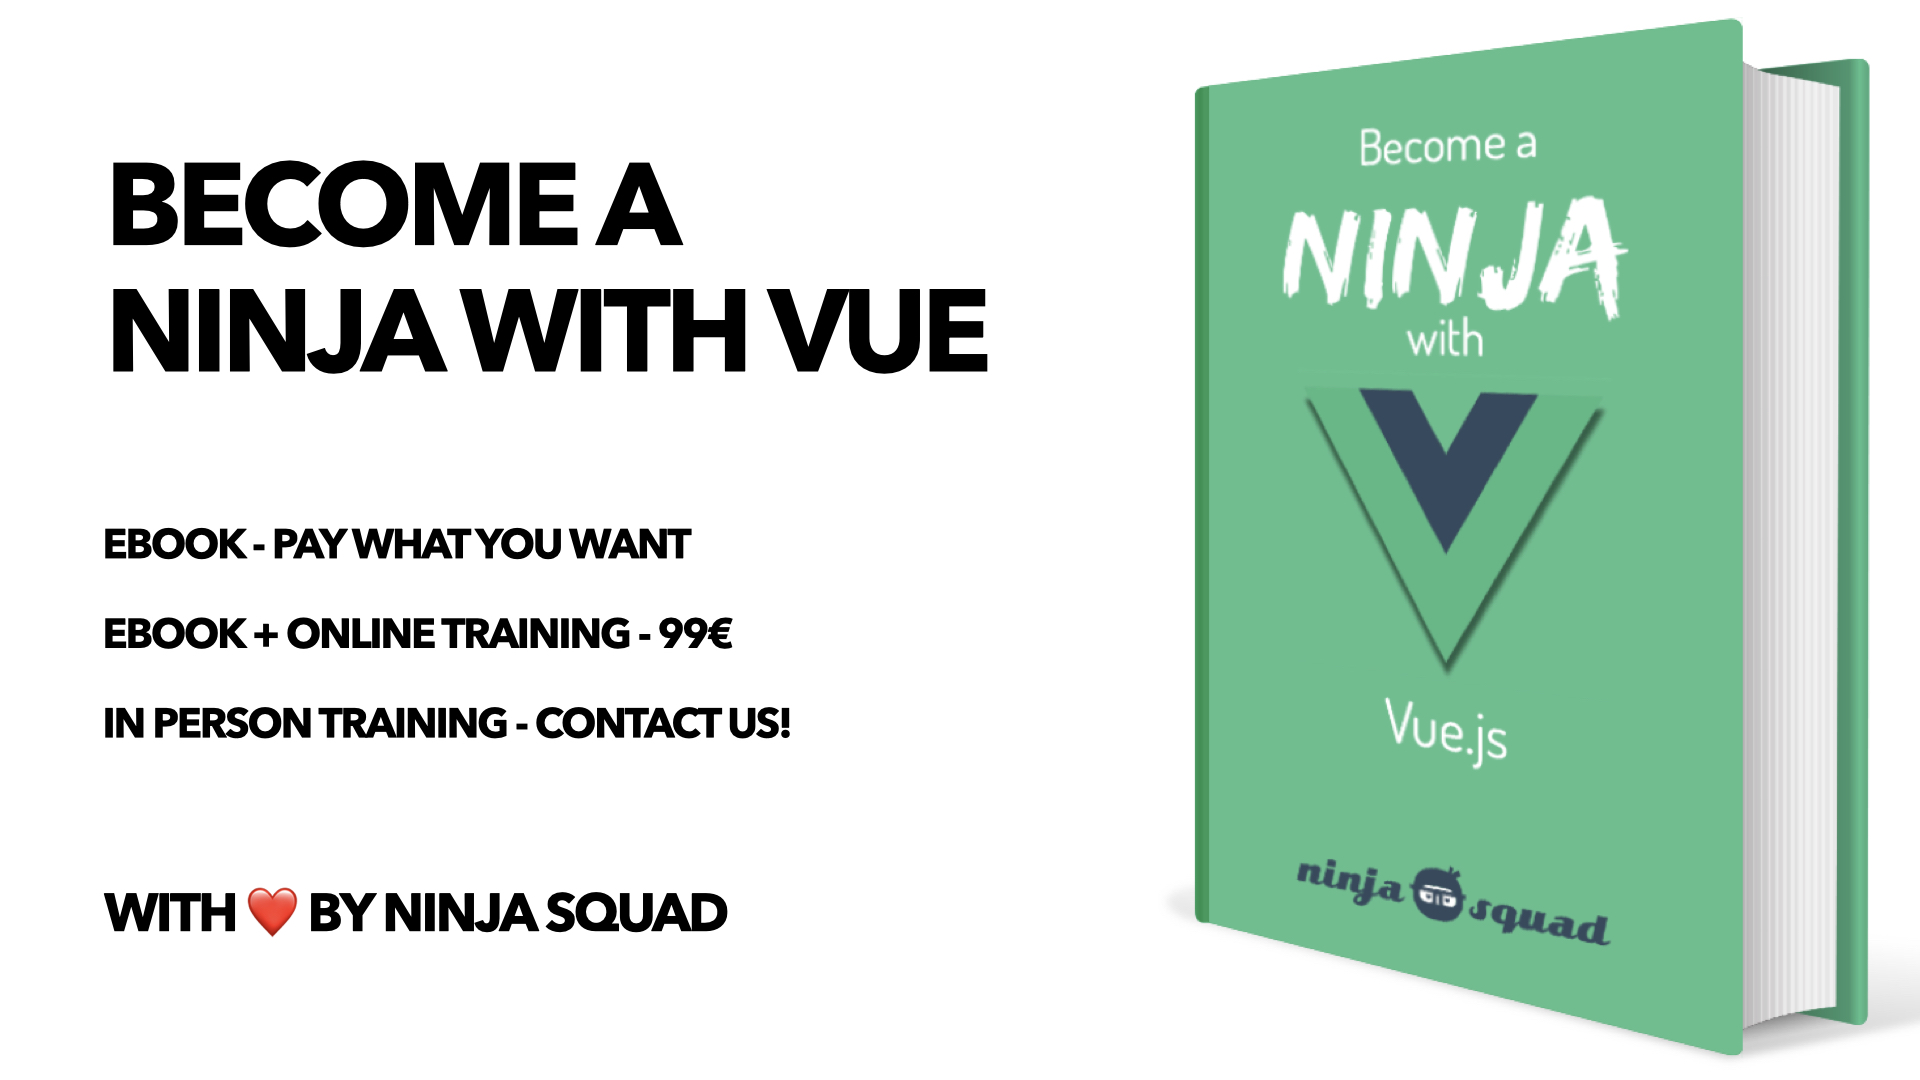 BECOME A
NINJA WITH VUE
EBOOK - PAY WHAT YOU WANT
EBOOK + ONLINE TRAINING - 99€
IN PERSON TRAINING - CONTACT US!
WITH ❤️ BY NINJA SQUAD
Become a
NINJA
with
Vue.js
ninja squad